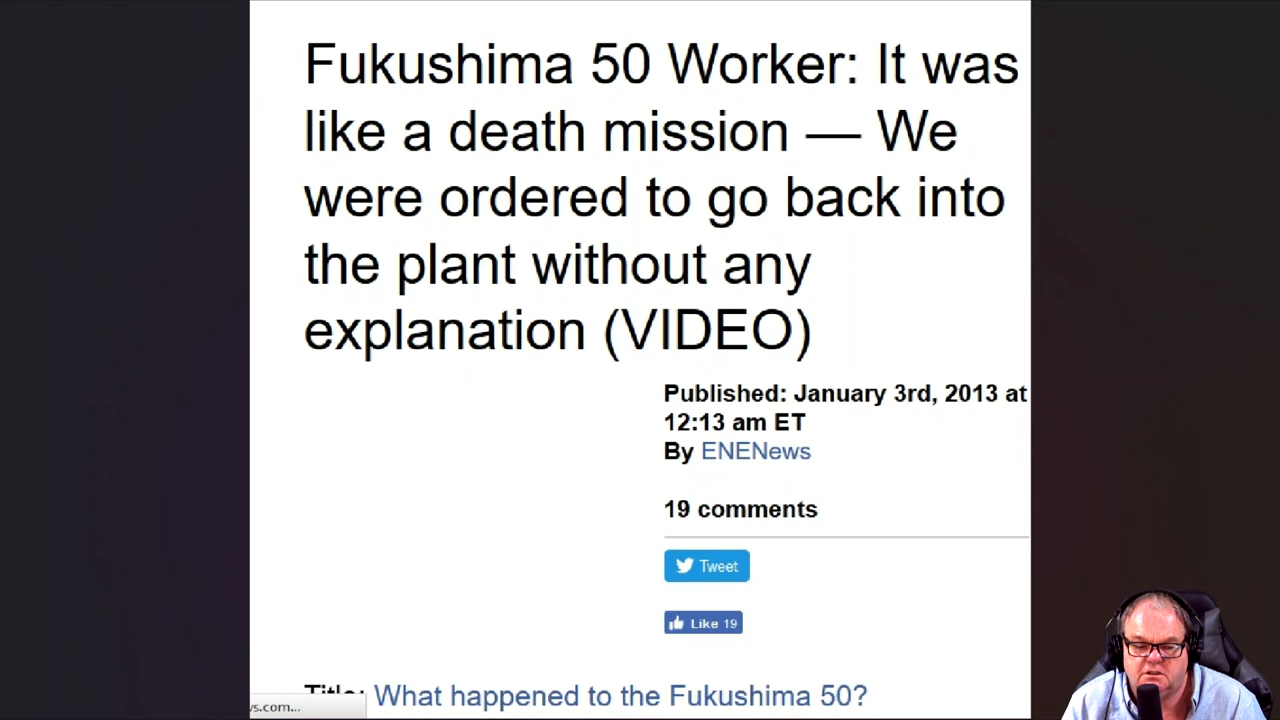 Fukushima 50 Worker: It was
like a death mission — We
were ordered to go back into
the plant without any
explanation (VIDEO)
Published: January 3rd, 2013 at
12:13 am ET
By ENENews
19 comments
Tweet
Like 19
Title: What happened to the Fukushima 50?
s.com...